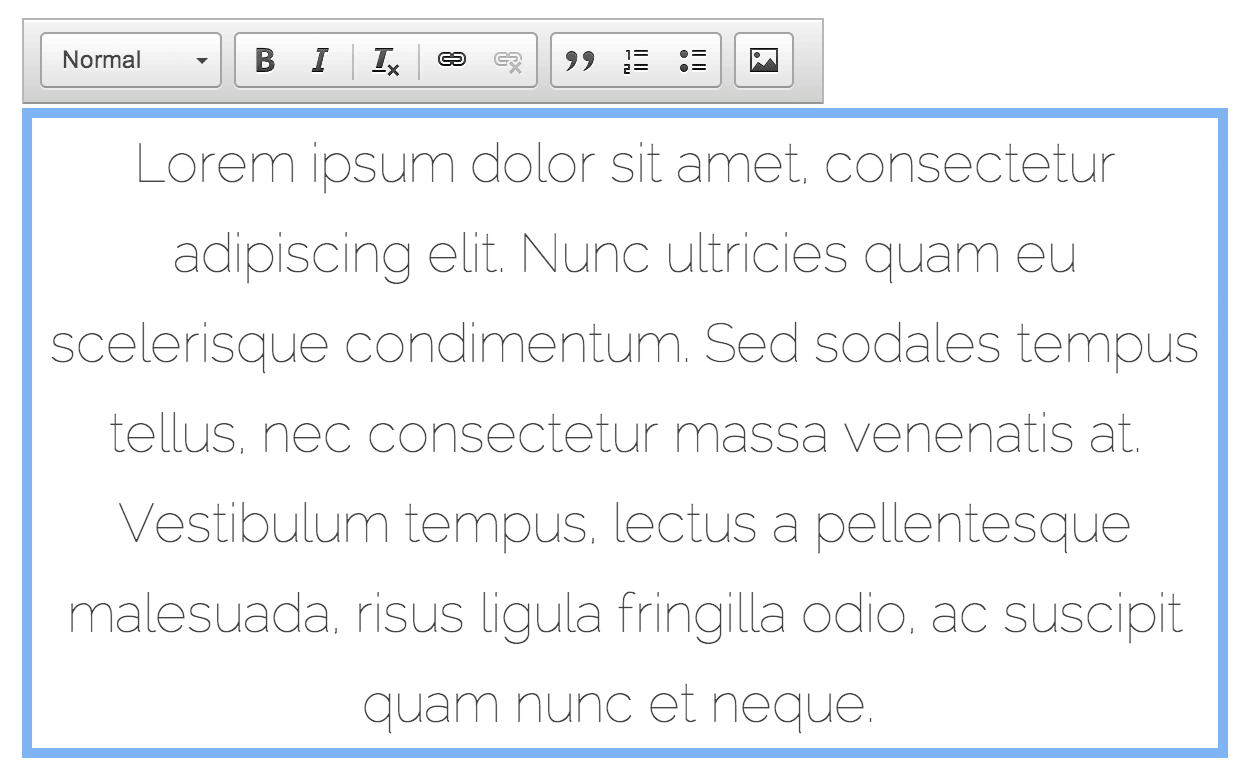 Normal
B I Tx
Lorem ipsum dolor sit amet, consectetur
adipiscing elit. Nunc ultricies quam eu
scelerisque condimentum. Sed sodales tempus
tellus, nec consectetur massa venenatis at.
Vestibulum tempus, lectus a pellentesque
malesuada, risus ligula fringilla odio, ac suscipit
quam nunc et neque.